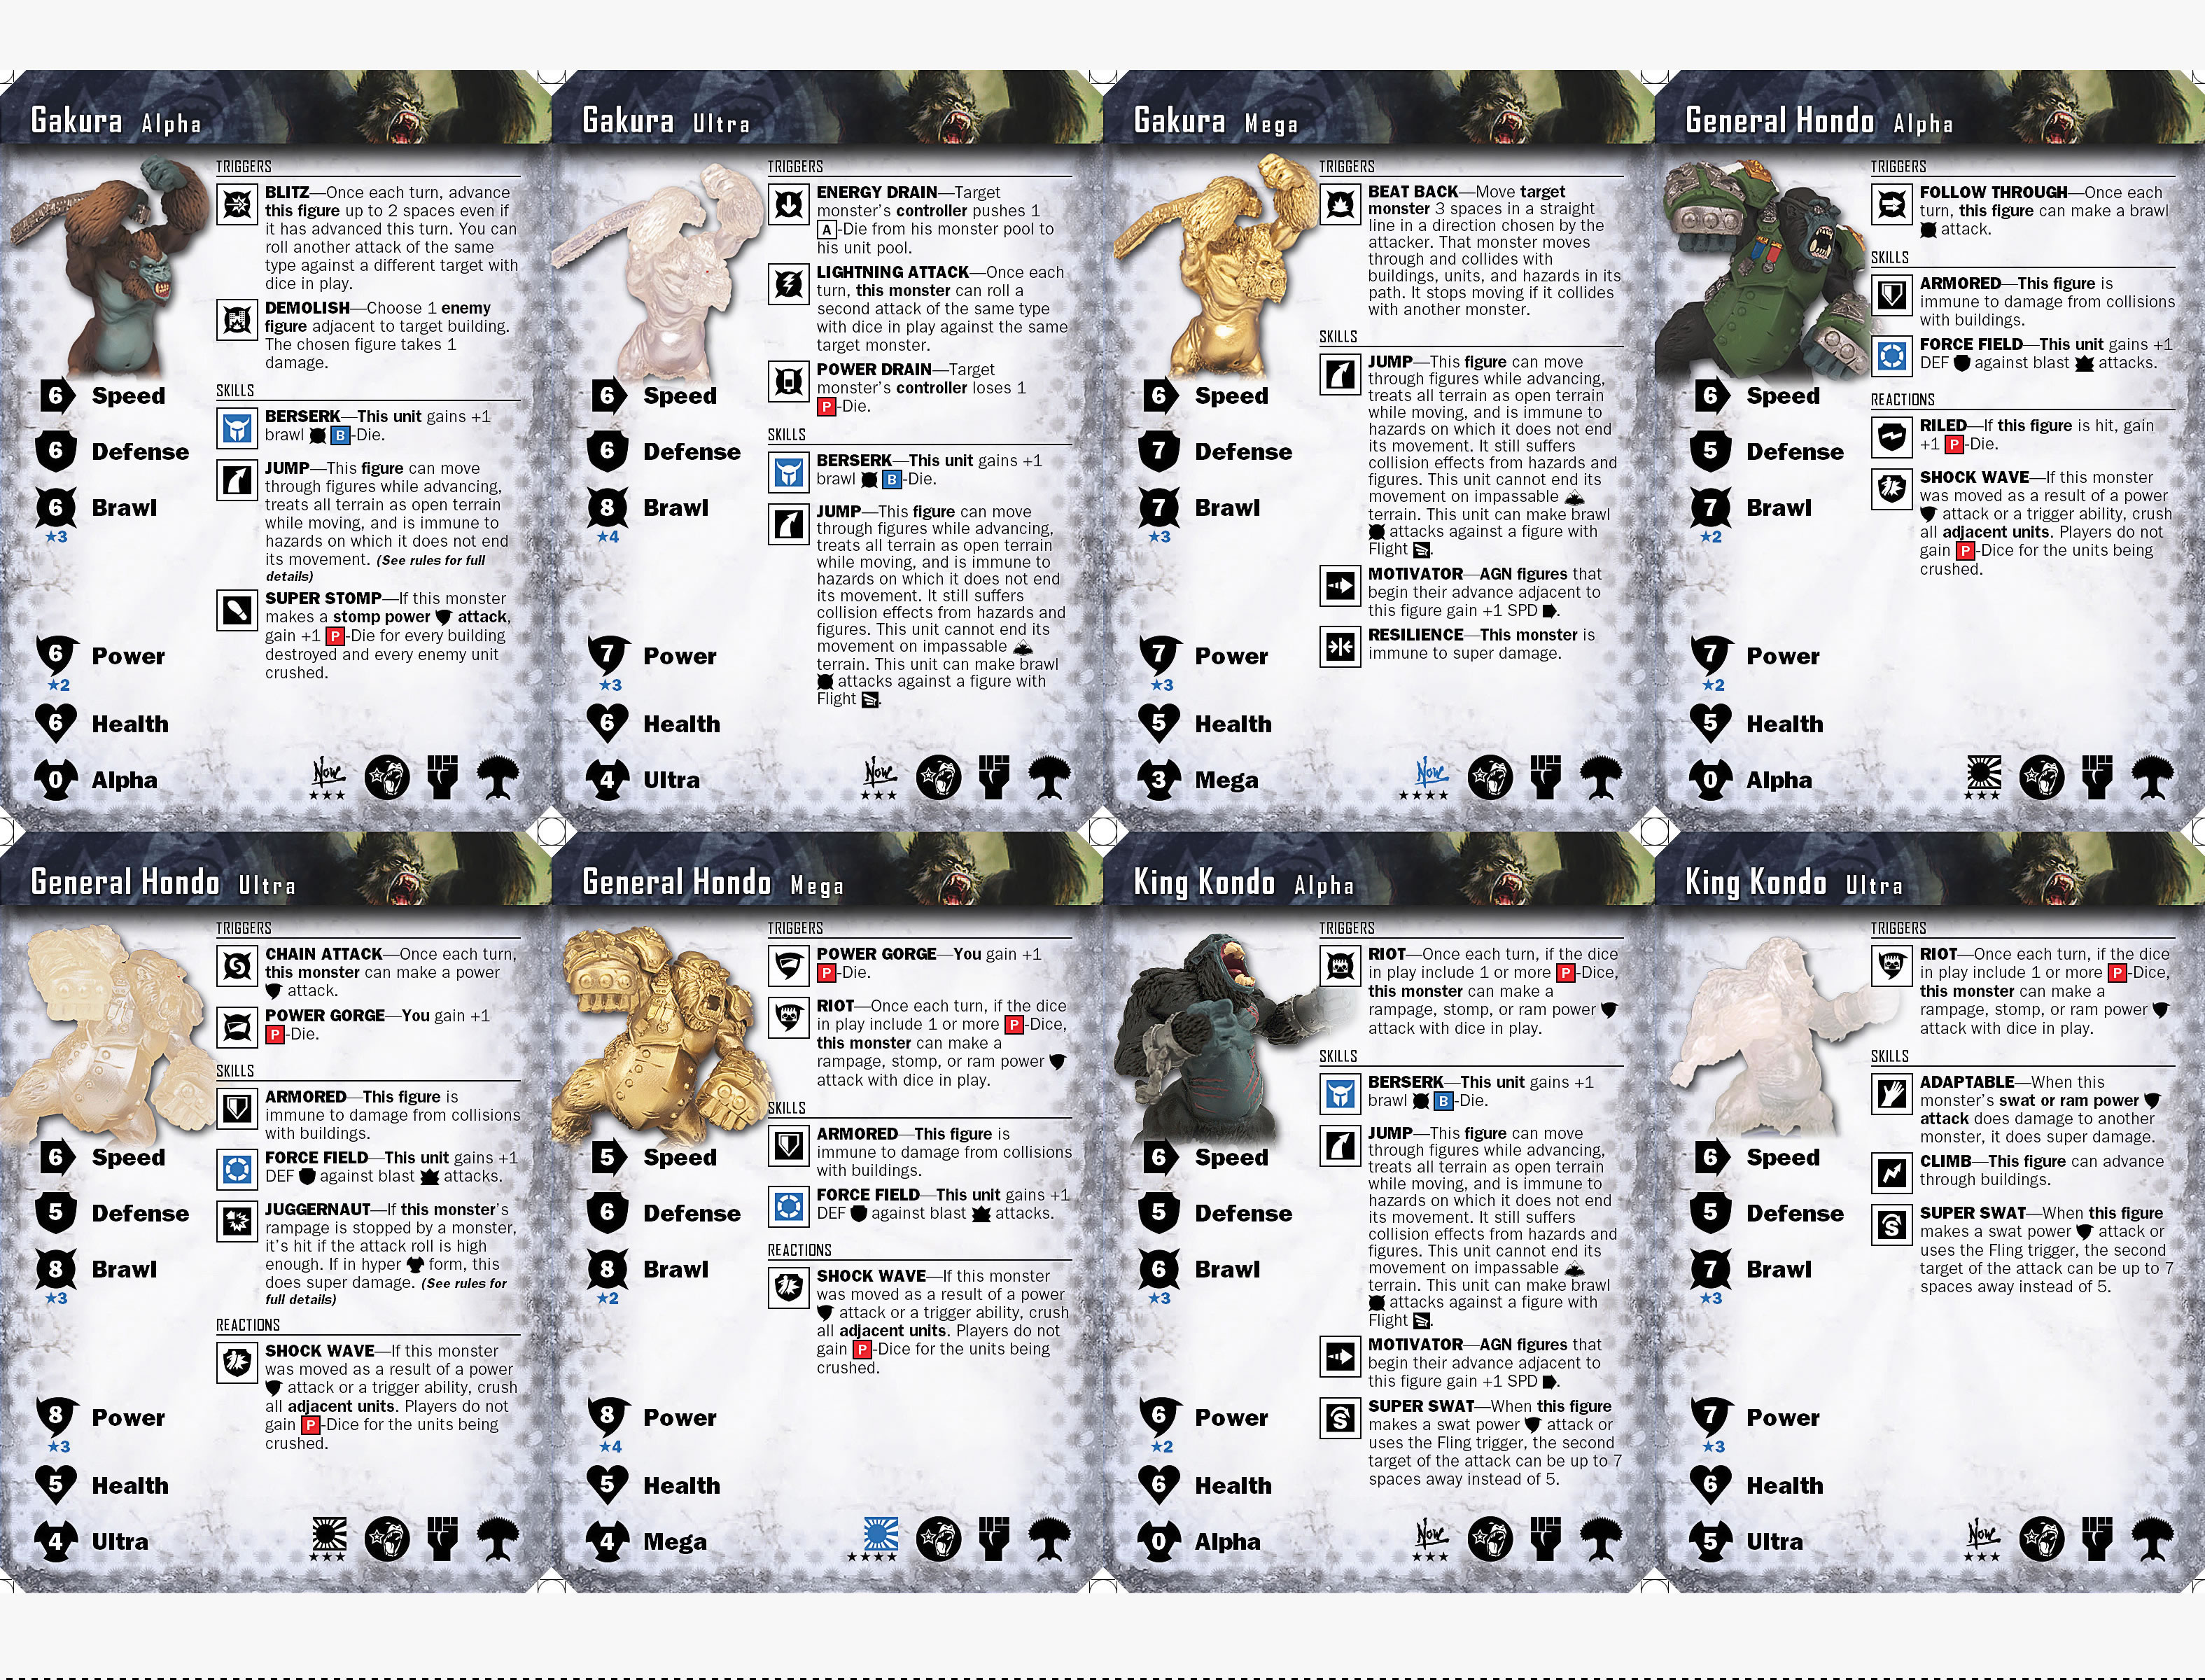 Gakura Alpha
TRIGGERS
BLITZ—Once each turn, advance
this figure up to 2 spaces even if
it has advanced this turn. You can
roll another attack of the same
type against a different target with
dice in play.
DEMOLISH—Choose 1 enemy
figure adjacent to target building.
The chosen figure takes 1
damage.
SKILLS
BERSERK—This unit gains +1
brawl B-Die.
JUMP—This figure can move
through figures while advancing,
treats all terrain as open terrain
while moving, and is immune to
hazards on which it does not end
its movement. (See rules for full
details)
SUPER STOMP—If this monster
makes a stomp power attack,
gain +1 P-Die for every building
destroyed and every enemy unit
crushed.
6 Speed
6 Defense
6 Brawl
★3
6 Power
★2
6 Health
0 Alpha
Now
★★★
Gakura Ultra
TRIGGERS
ENERGY DRAIN—Target
monster's controller pushes 1
A-Die from his monster pool to
his unit pool.
LIGHTNING ATTACK—Once each
turn, this monster can roll a
second attack of the same type
with dice in play against the same
target monster.
POWER DRAIN—Target
monster's controller loses 1
P-Die.
SKILLS
BERSERK—This unit gains +1
brawl B-Die.
JUMP—This figure can move
through figures while advancing,
treats all terrain as open terrain
while moving, and is immune to
hazards on which it does not end
its movement. It still suffers
collision effects from hazards and
figures. This unit cannot end its
movement on impassable
terrain. This unit can make brawl
attacks against a figure with
Flight .
6 Speed
6 Defense
8 Brawl
★4
7 Power
★3
6 Health
4 Ultra
Now
★★★
Gakura Mega
TRIGGERS
BEAT BACK—Move target
monster 3 spaces in a straight
line in a direction chosen by the
attacker. That monster moves
through and collides with
buildings, units, and hazards in its
path. It stops moving if it collides
with another monster.
SKILLS
JUMP—This figure can move
through figures while advancing,
treats all terrain as open terrain
while moving, and is immune to
hazards on which it does not end
its movement. It still suffers
collision effects from hazards and
figures. This unit cannot end its
movement on impassable
terrain. This unit can make brawl
attacks against a figure with
Flight .
MOTIVATOR—AGN figures that
begin their advance adjacent to
this figure gain +1 SPD .
RESILIENCE—This monster is
immune to super damage.
6 Speed
7 Defense
7 Brawl
★3
7 Power
★3
5 Health
3 Mega
Now
★★★★
General Hondo Alpha
TRIGGERS
FOLLOW THROUGH—Once each
turn, this figure can make a brawl
attack.
SKILLS
ARMORED—This figure is
immune to damage from collisions
with buildings.
FORCE FIELD—This unit gains +1
DEF against blast attacks.
REACTIONS
RILED—If this figure is hit, gain
+1 P-Die.
SHOCK WAVE—If this monster
was moved as a result of a power
attack or a trigger ability, crush
all adjacent units. Players do not
gain P-Dice for the units being
crushed.
6 Speed
5 Defense
7 Brawl
★2
7 Power
★2
5 Health
0 Alpha
★★★
General Hondo Ultra
TRIGGERS
CHAIN ATTACK—Once each turn,
this monster can make a power
attack.
POWER GORGE—You gain +1
P-Die.
SKILLS
ARMORED—This figure is
immune to damage from collisions
with buildings.
FORCE FIELD—This unit gains +1
DEF against blast attacks.
JUGGERNAUT—If this monster's
rampage is stopped by a monster,
it's hit if the attack roll is high
enough. If in hyper form, this
does super damage. (See rules for
full details)
REACTIONS
SHOCK WAVE—If this monster
was moved as a result of a power
attack or a trigger ability, crush
all adjacent units. Players do not
gain P-Dice for the units being
crushed.
6 Speed
5 Defense
8 Brawl
★3
8 Power
★3
5 Health
4 Ultra
★★★
General Hondo Mega
TRIGGERS
POWER GORGE—You gain +1
P-Die.
RIOT—Once each turn, if the dice
in play include 1 or more P-Dice,
this monster can make a
rampage, stomp, or ram power
attack with dice in play.
SKILLS
ARMORED—This figure is
immune to damage from collisions
with buildings.
FORCE FIELD—This unit gains +1
DEF against blast attacks.
REACTIONS
SHOCK WAVE—If this monster
was moved as a result of a power
attack or a trigger ability, crush
all adjacent units. Players do not
gain P-Dice for the units being
crushed.
5 Speed
6 Defense
8 Brawl
★2
8 Power
★4
5 Health
4 Mega
★★★★
King Kondo Alpha
TRIGGERS
RIOT—Once each turn, if the dice
in play include 1 or more P-Dice,
this monster can make a
rampage, stomp, or ram power
attack with dice in play.
SKILLS
BERSERK—This unit gains +1
brawl B-Die.
JUMP—This figure can move
through figures while advancing,
treats all terrain as open terrain
while moving, and is immune to
hazards on which it does not end
its movement. It still suffers
collision effects from hazards and
figures. This unit cannot end its
movement on impassable
terrain. This unit can make brawl
attacks against a figure with
Flight .
MOTIVATOR—AGN figures that
begin their advance adjacent to
this figure gain +1 SPD .
SUPER SWAT—When this figure
makes a swat power attack or
uses the Fling trigger, the second
target of the attack can be up to 7
spaces away instead of 5.
6 Speed
5 Defense
6 Brawl
★3
6 Power
★2
6 Health
0 Alpha
Now
★★★
King Kondo Ultra
TRIGGERS
RIOT—Once each turn, if the dice
in play include 1 or more P-Dice,
this monster can make a
rampage, stomp, or ram power
attack with dice in play.
SKILLS
ADAPTABLE—When this
monster's swat or ram power
attack does damage to another
monster, it does super damage.
CLIMB—This figure can advance
through buildings.
SUPER SWAT—When this figure
makes a swat power attack or
uses the Fling trigger, the second
target of the attack can be up to 7
spaces away instead of 5.
6 Speed
5 Defense
7 Brawl
★3
7 Power
★3
6 Health
5 Ultra
Now
★★★